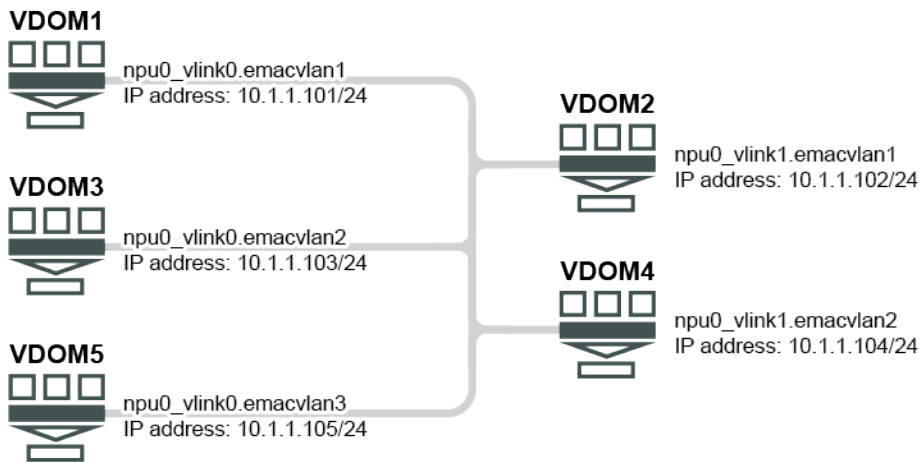 VDOM1
npu0_vlink0.emacvlan1
IP address: 10.1.1.101/24
VDOM2
npu0_vlink1.emacvlan1
IP address: 10.1.1.102/24
VDOM3
npu0_vlink0.emacvlan2
IP address: 10.1.1.103/24
VDOM4
npu0_vlink1.emacvlan2
IP address: 10.1.1.104/24
VDOM5
npu0_vlink0.emacvlan3
IP address: 10.1.1.105/24